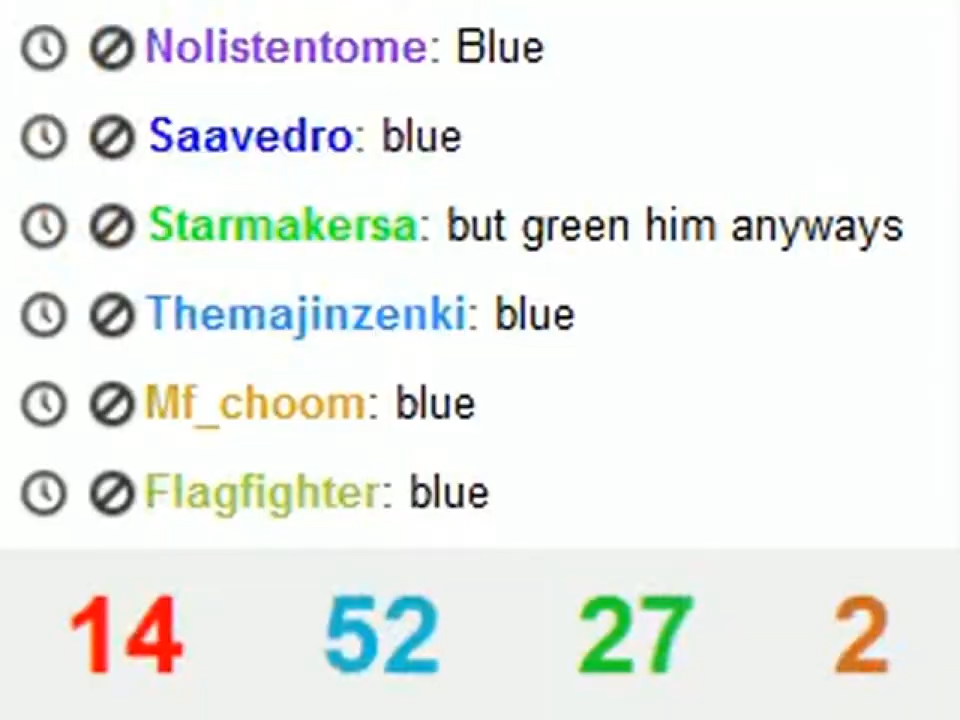 Nolistentome: Blue
Saavedro: blue
Starmakersa: but green him anyways
Themajinzenki: blue
Mf_choom: blue
Flagfighter: blue
14 52 27 2